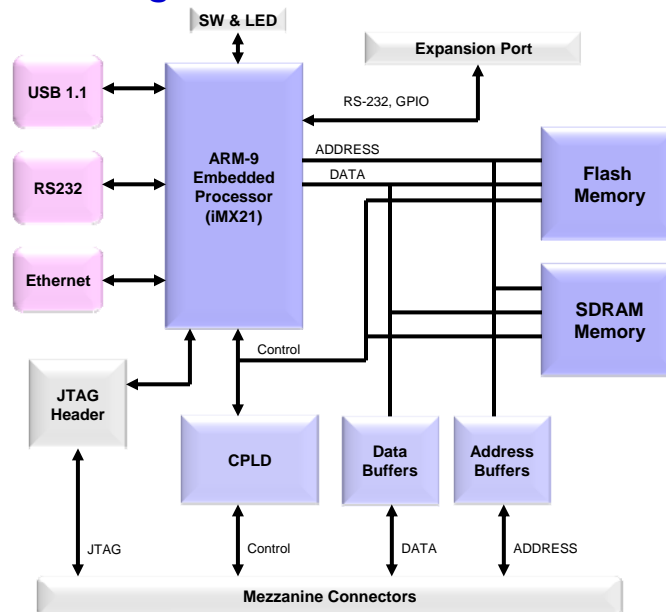 SW & LED
Expansion Port
USB 1.1
RS-232, GPIO
ARM-9
Embedded
Processor
(iMX21)
ADDRESS
DATA
Flash
Memory
RS232
Ethernet
SDRAM
Memory
Control
JTAG
Header
CPLD
Data
Buffers
Address
Buffers
JTAG
Control
DATA
ADDRESS
Mezzanine Connectors